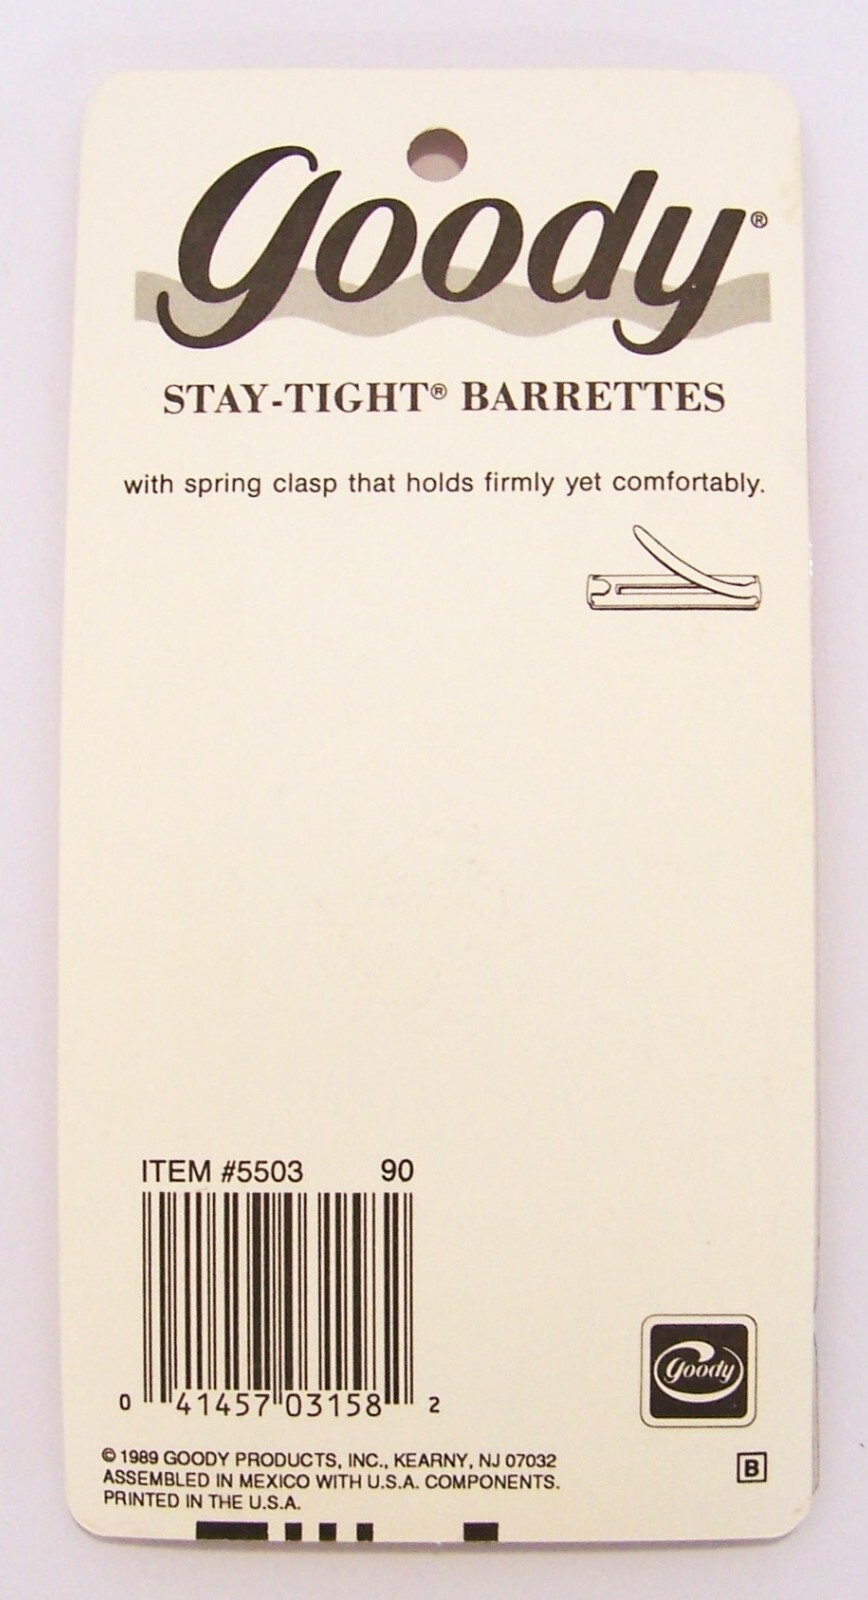 goody®
STAY-TIGHT® BARRETTES
with spring clasp that holds firmly yet comfortably.
ITEM #5503 90
0 41457 03158 2
goody
© 1989 GOODY PRODUCTS, INC., KEARNY, NJ 07032
ASSEMBLED IN MEXICO WITH U.S.A. COMPONENTS.
PRINTED IN THE U.S.A.
B